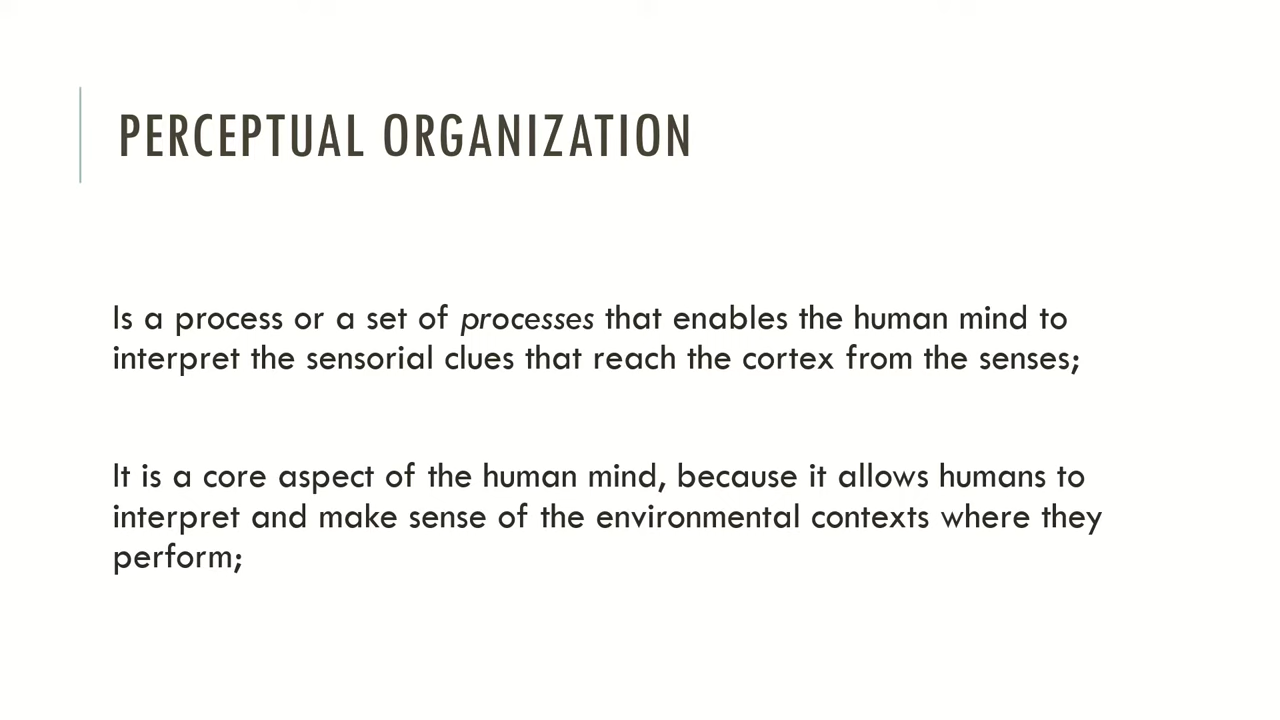 PERCEPTUAL ORGANIZATION
Is a process or a set of processes that enables the human mind to
interpret the sensorial clues that reach the cortex from the senses;
It is a core aspect of the human mind, because it allows humans to
interpret and make sense of the environmental contexts where they
perform;